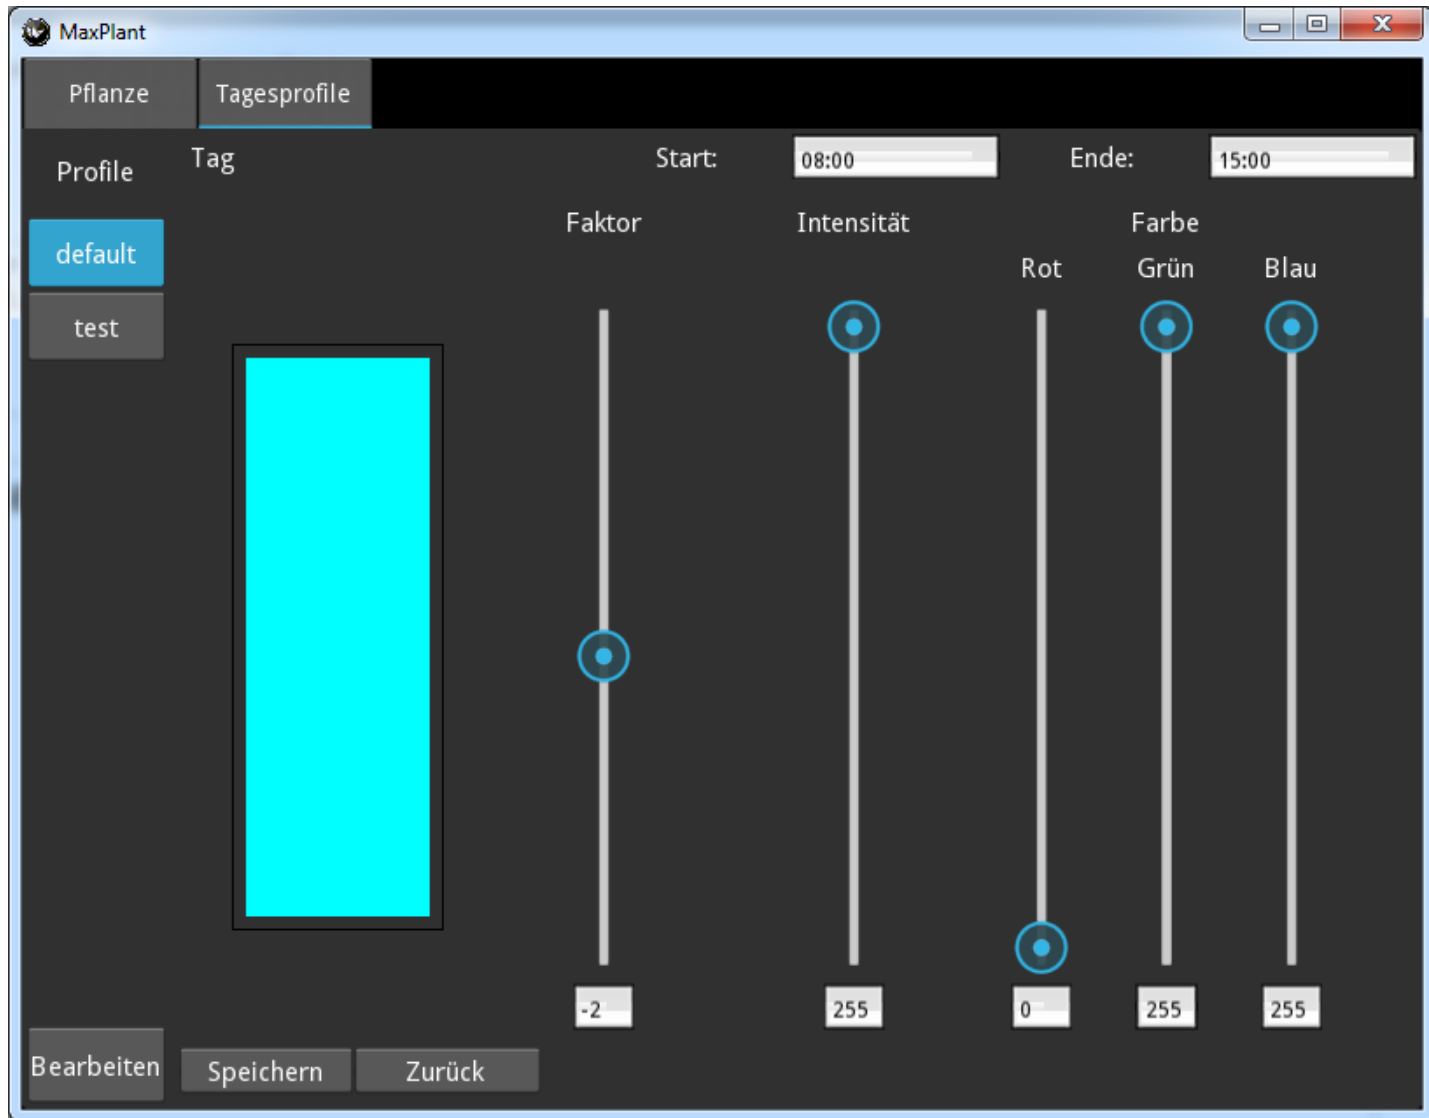 MaxPlant
Pflanze Tagesprofile
Profile Tag Start: 08:00 Ende: 15:00
Faktor Intensität Farbe
default Rot Grün Blau
test
-2 255 0 255 255
Bearbeiten Speichern Zurück